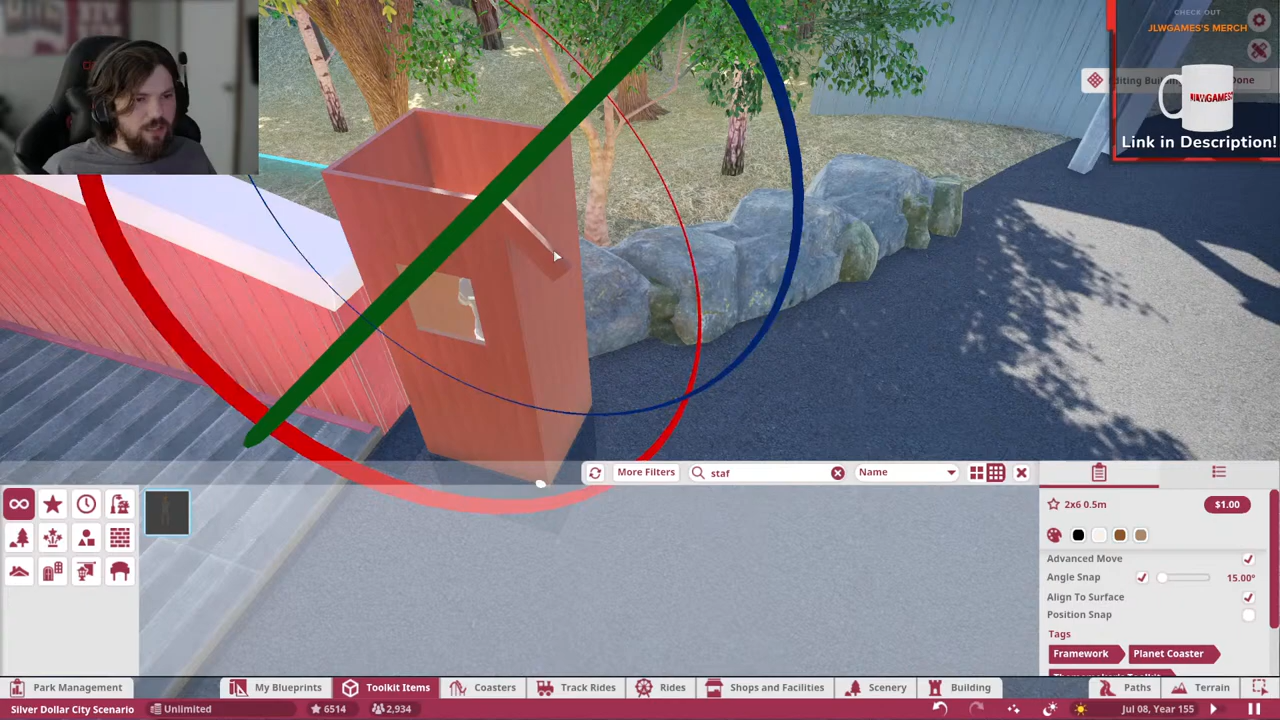 CHECK OUT
JLWGAMES'S MERCH
Editing Buil
Done
JLWGAMES
Link in Description!
More Filters
staf
Name
2x6 0.5m
$1.00
Advanced Move
Angle Snap
15.00°
Align To Surface
Position Snap
Tags
Framework
Planet Coaster
Park Management
My Blueprints
Toolkit Items
Coasters
Track Rides
Rides
Shops and Facilities
Scenery
Building
Paths
Terrain
Silver Dollar City Scenario
Unlimited
6514
2,934
Jul 08, Year 155